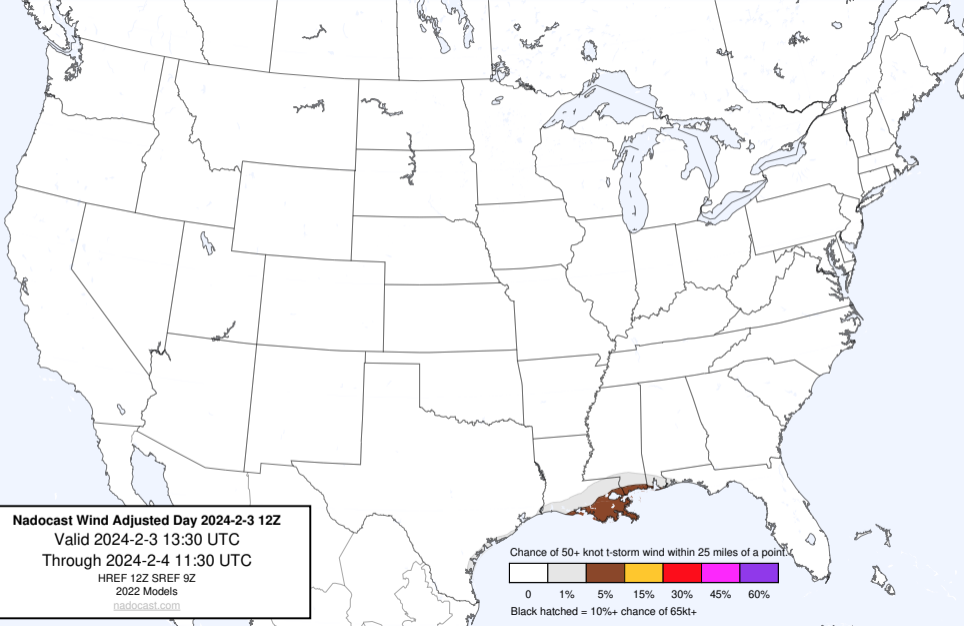 Nadocast Wind Adjusted Day 2024-2-3 12Z
Valid 2024-2-3 13:30 UTC
Through 2024-2-4 11:30 UTC
HREF 12Z SREF 9Z
2022 Models
nadocast.com
Chance of 50+ knot t-storm wind within 25 miles of a point.
0 1% 5% 15% 30% 45% 60%
Black hatched = 10%+ chance of 65kt+